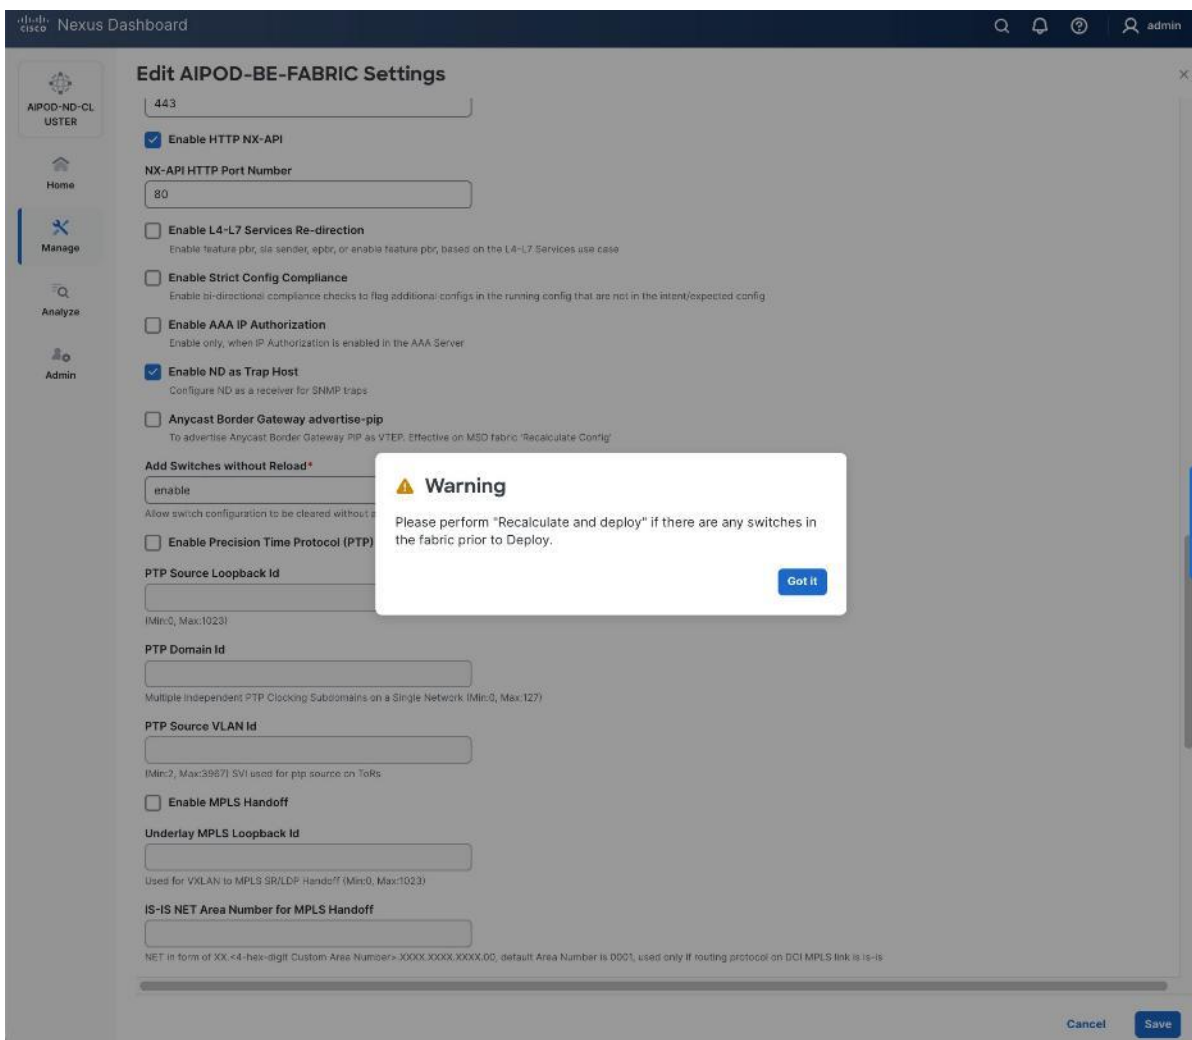 cisco Nexus Dashboard
admin
AIPOD-ND-CL
USTER
Home
Manage
Analyze
Admin
Edit AIPOD-BE-FABRIC Settings
443
Enable HTTP NX-API
NX-API HTTP Port Number
80
Enable L4-L7 Services Re-direction
Enable feature pbr, sla sender, epbr, or enable feature pbr, based on the L4-L7 Services use case
Enable Strict Config Compliance
Enable bi-directional compliance checks to flag additional configs in the running config that are not in the intent/expected config
Enable AAA IP Authorization
Enable only, when IP Authorization is enabled in the AAA Server
Enable ND as Trap Host
Configure ND as a receiver for SNMP traps
Anycast Border Gateway advertise-pip
To advertise Anycast Border Gateway PIP as VTEP. Effective on MSD fabric 'Recalculate Config'
Add Switches without Reload*
enable
Allow switch configuration to be cleared without
Enable Precision Time Protocol (PTP)
PTP Source Loopback Id
(Min:0, Max:1023)
PTP Domain Id
Multiple Independent PTP Clocking Subdomains on a Single Network (Min:0, Max:127)
PTP Source VLAN Id
(Min:2, Max:3967) SVI used for ptp source on ToRs
Enable MPLS Handoff
Underlay MPLS Loopback Id
Used for VXLAN to MPLS SR/LDP Handoff (Min:0, Max:1023)
IS-IS NET Area Number for MPLS Handoff
NET in form of XX.<4-hex-digit Custom Area Number>.XXXX.XXXX.XXXX.00, default Area Number is 0001, used only if routing protocol on DCI MPLS link is is-is
Warning
Please perform "Recalculate and deploy" if there are any switches in
the fabric prior to Deploy.
Got it
Cancel
Save